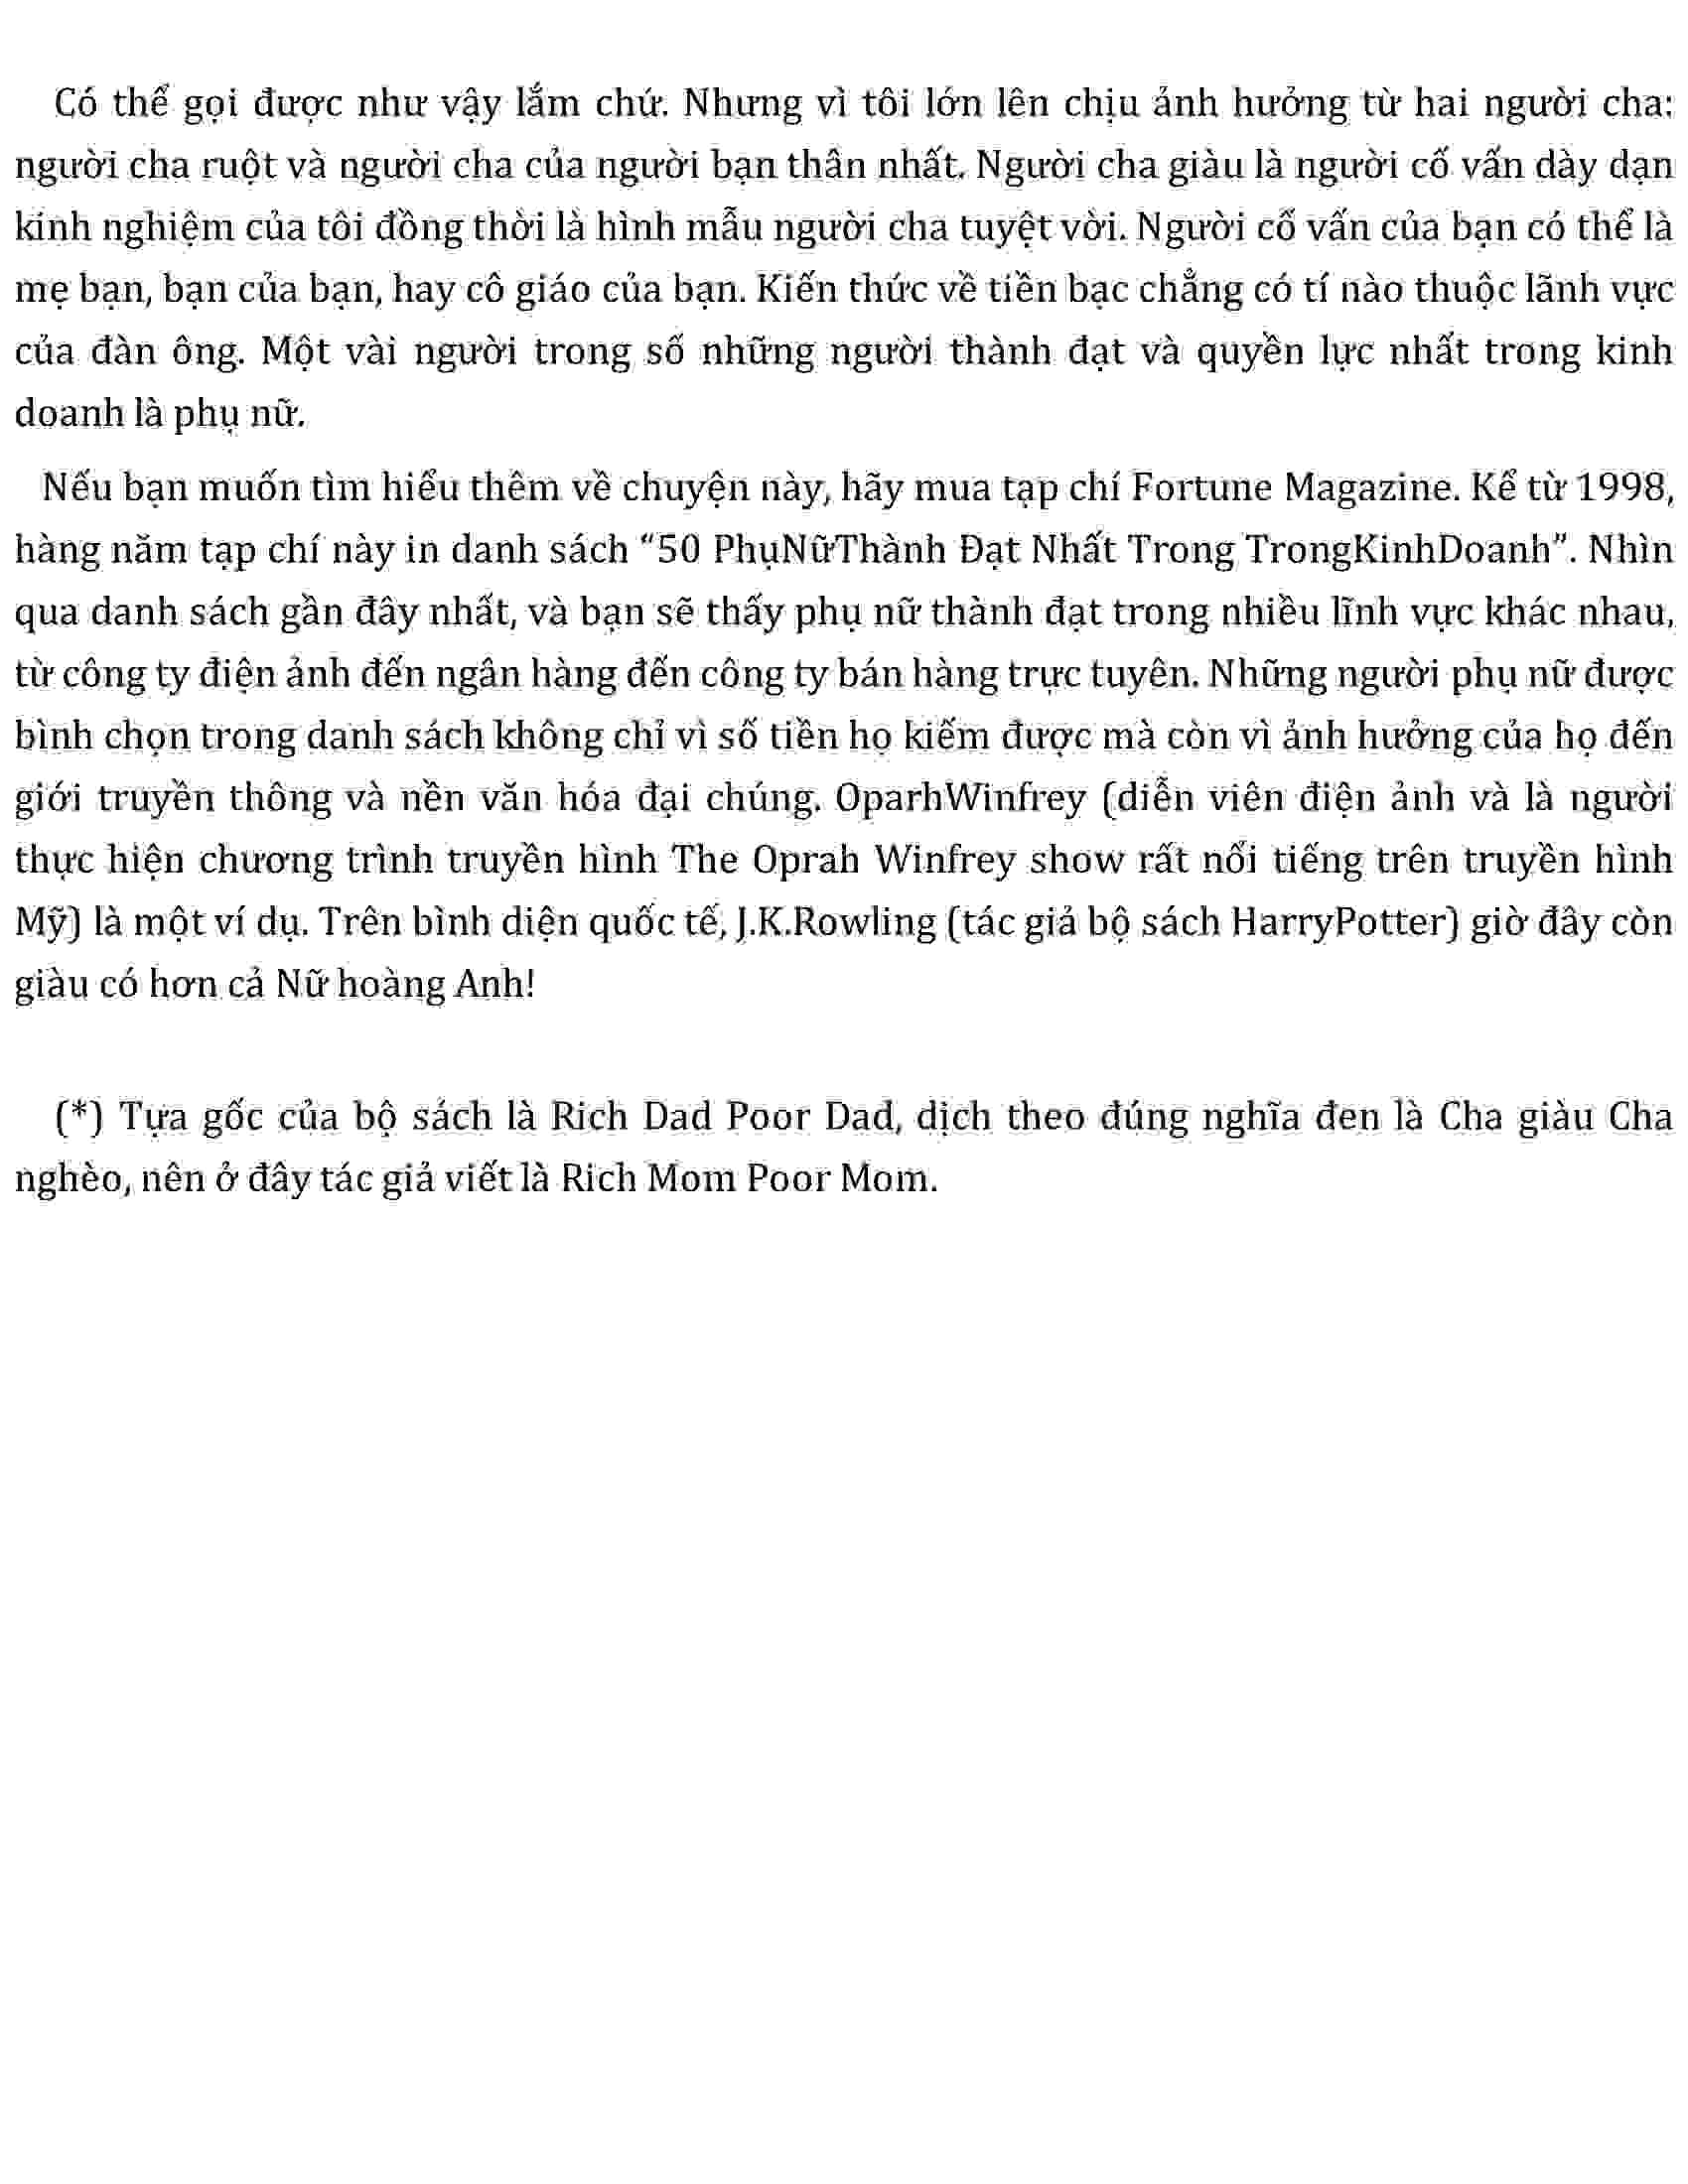 Có thể gọi được như vậy lắm chứ. Nhưng vì tôi lớn lên chịu ảnh hưởng từ hai người cha:
người cha ruột và người cha của người bạn thân nhất. Người cha giàu là người cố vấn dày dạn
kinh nghiệm của tôi đồng thời là hình mẫu người cha tuyệt vời. Người cố vấn của bạn có thể là
mẹ bạn, bạn của bạn, hay cô giáo của bạn. Kiến thức về tiền bạc chẳng có tí nào thuộc lãnh vực
của đàn ông. Một vài người trong số những người thành đạt và quyền lực nhất trong kinh
doanh là phụ nữ.
Nếu bạn muốn tìm hiểu thêm về chuyện này, hãy mua tạp chí Fortune Magazine. Kể từ 1998,
hàng năm tạp chí này in danh sách “50 PhụNữThành Đạt Nhất Trong TrongKinhDoanh”. Nhìn
qua danh sách gần đây nhất, và bạn sẽ thấy phụ nữ thành đạt trong nhiều lĩnh vực khác nhau,
từ công ty điện ảnh đến ngân hàng đến công ty bán hàng trực tuyên. Những người phụ nữ được
bình chọn trong danh sách không chỉ vì số tiền họ kiếm được mà còn vì ảnh hưởng của họ đến
giới truyền thông và nền văn hóa đại chúng. OparhWinfrey (diễn viên điện ảnh và là người
thực hiện chương trình truyền hình The Oprah Winfrey show rất nổi tiếng trên truyền hình
Mỹ) là một ví dụ. Trên bình diện quốc tế, J.K.Rowling (tác giả bộ sách HarryPotter) giờ đây còn
giàu có hơn cả Nữ hoàng Anh!
(*) Tựa gốc của bộ sách là Rich Dad Poor Dad, dịch theo đúng nghĩa đen là Cha giàu Cha
nghèo, nên ở đây tác giả viết là Rich Mom Poor Mom.